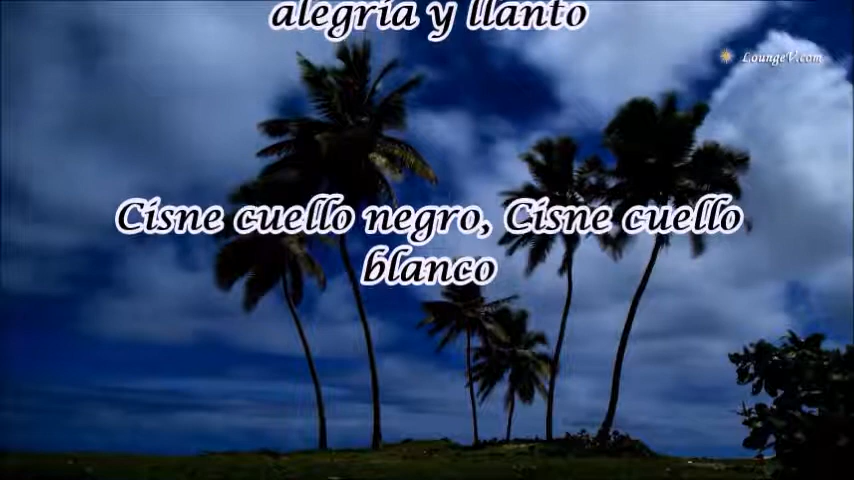 alegría y llanto
LoungeV.com
Cisne cuello negro, Cisne cuello
blanco